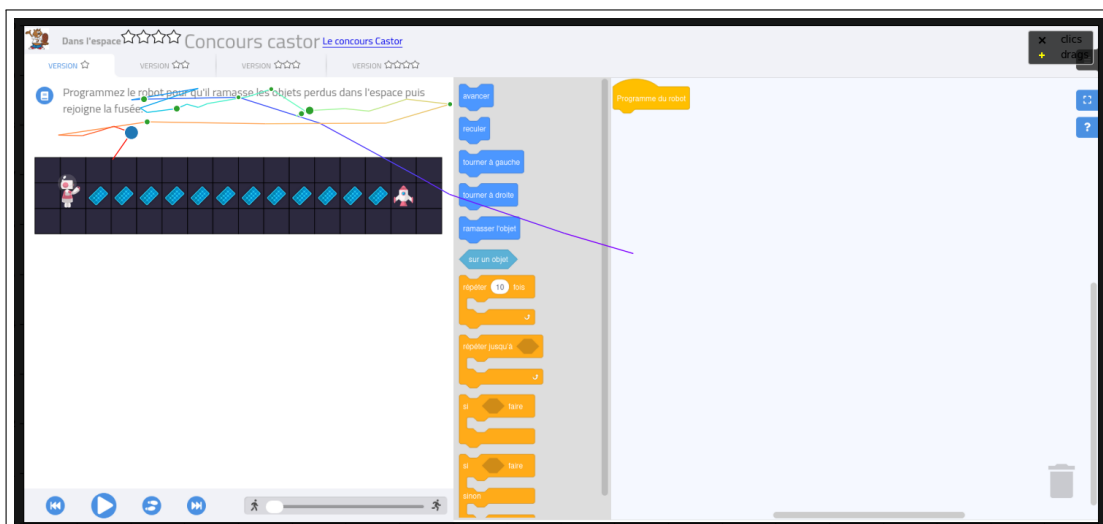 Dans l'espace Concours castor Le concours Castor
clics
drags
VERSION
VERSION
VERSION
VERSION
Programmez le robot pour qu'il ramasse les objets perdus dans l'espace puis
rejoigne la fusée.
avancer
reculer
tourner à gauche
tourner à droite
ramasser l'objet
sur un objet
répéter 10 fois
répéter jusqu'à
si faire
si faire
sinon
Programme du robot
?